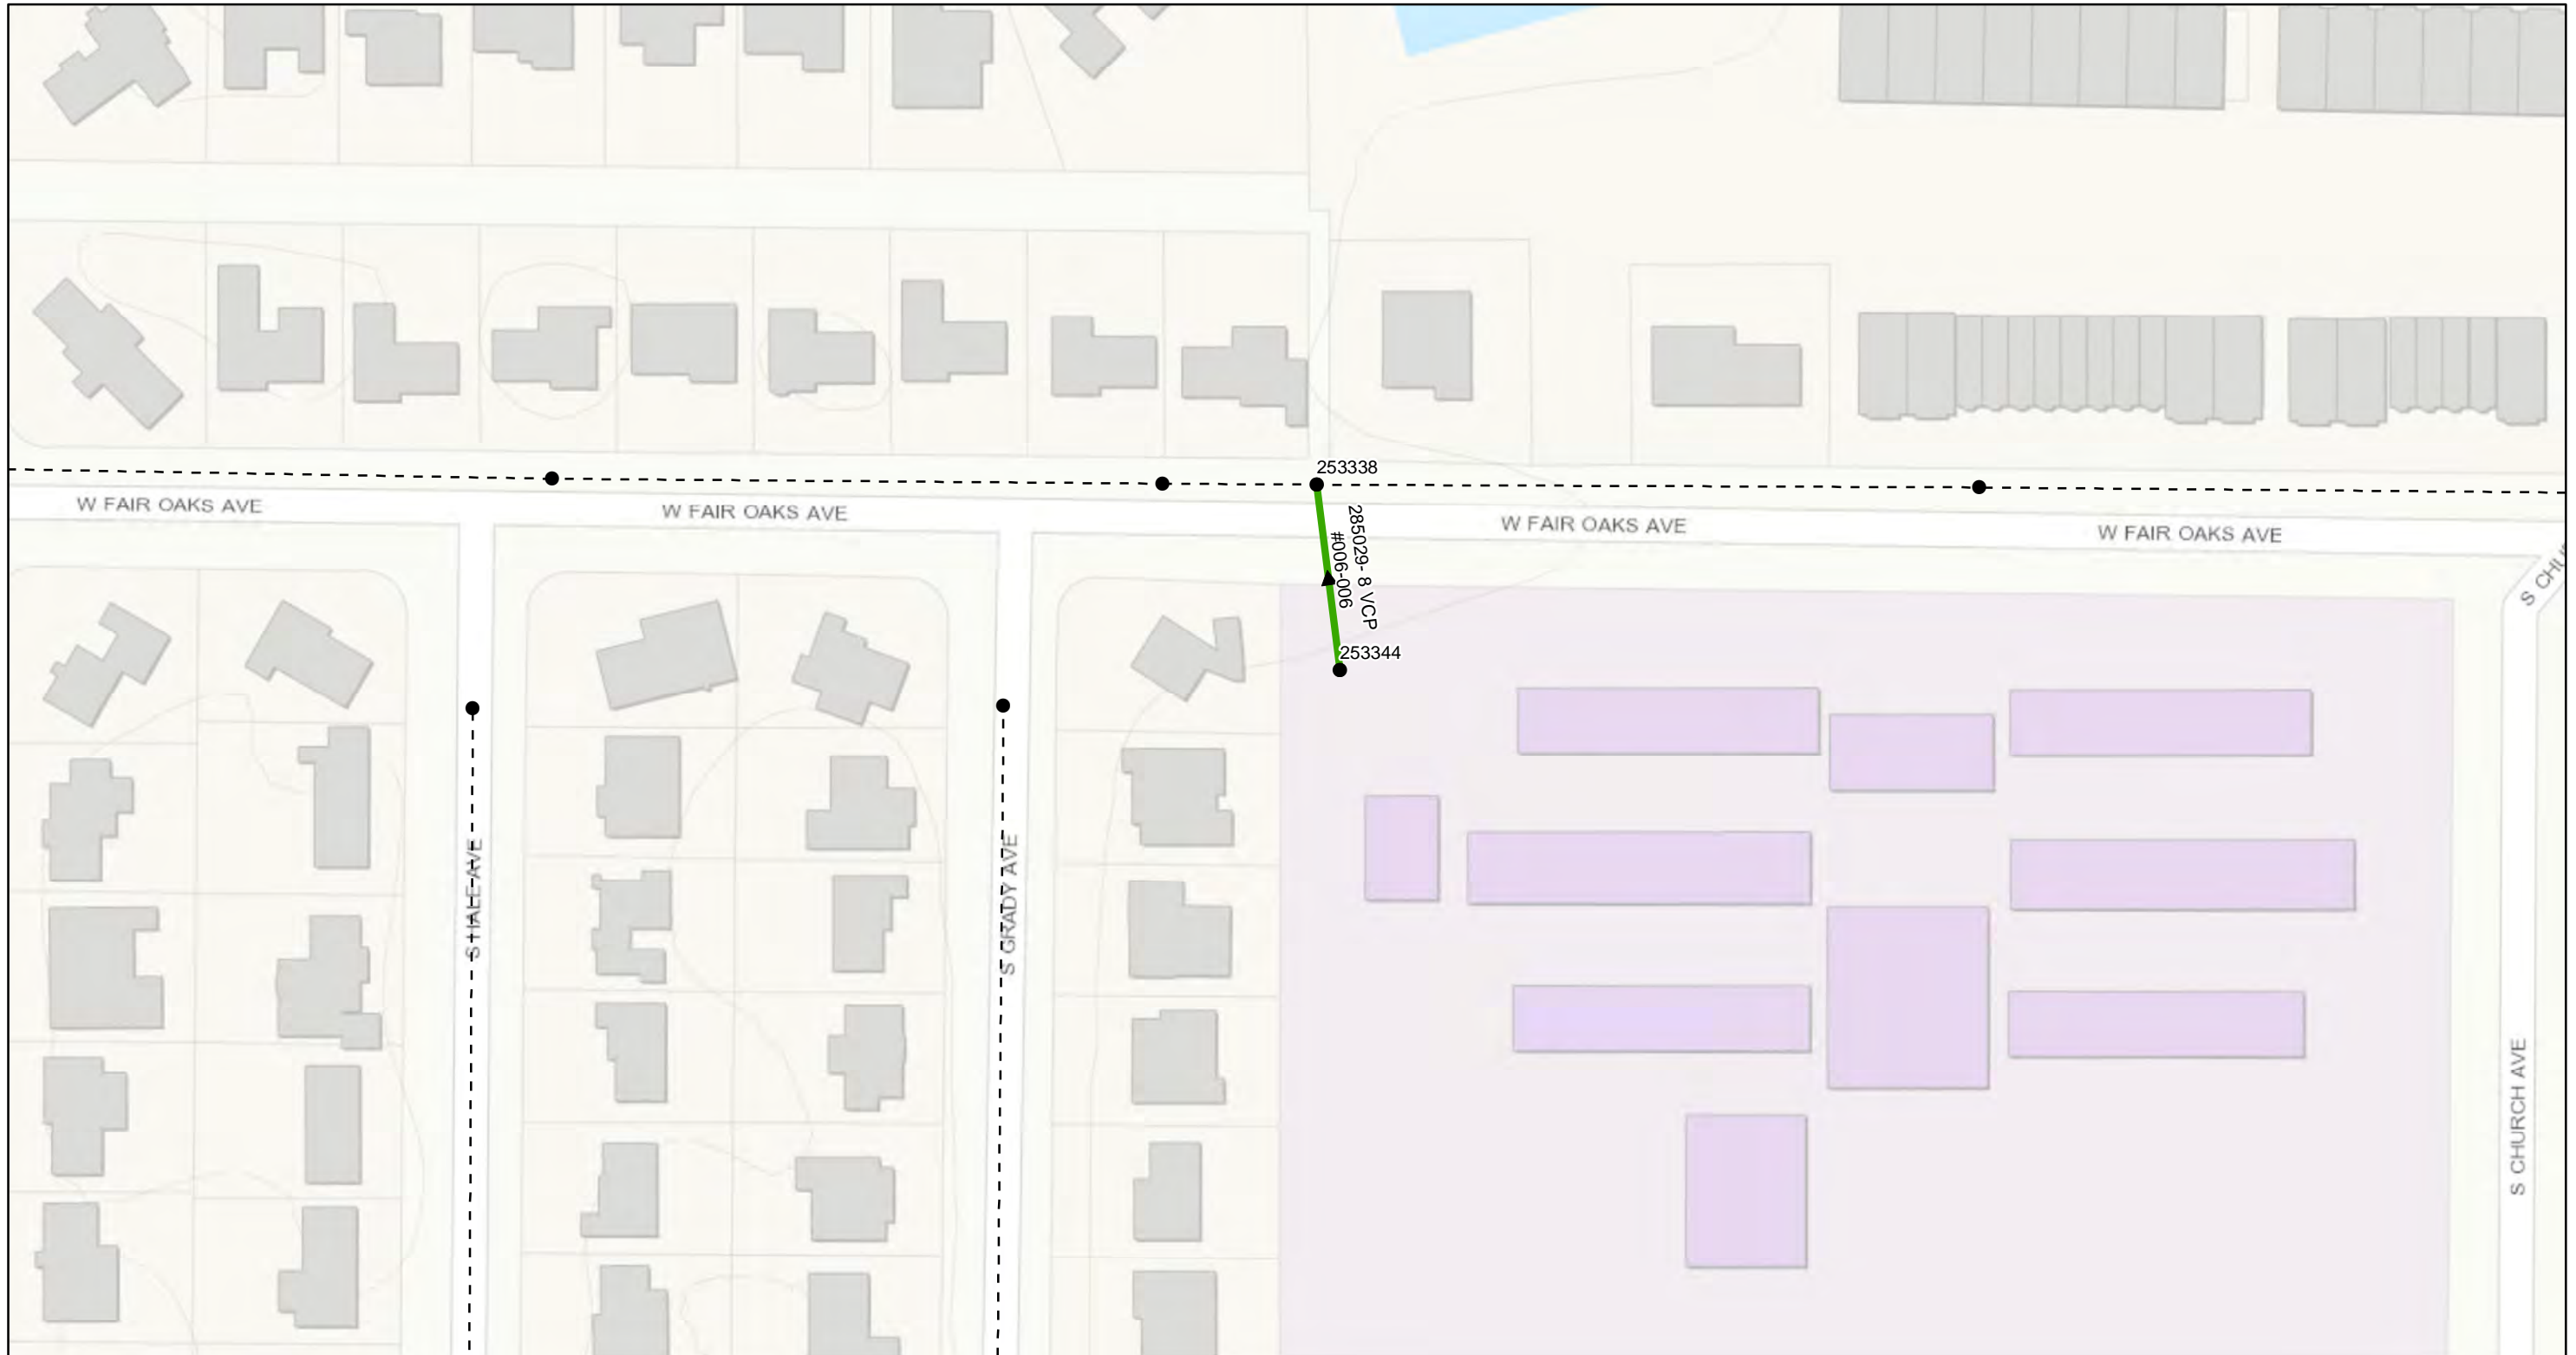 253338
W FAIR OAKS AVE
W FAIR OAKS AVE
W FAIR OAKS AVE
W FAIR OAKS AVE
285029- 8 VCP
#006-006
253344
S HALE AVE
S GRADY AVE
S CHURCH AVE